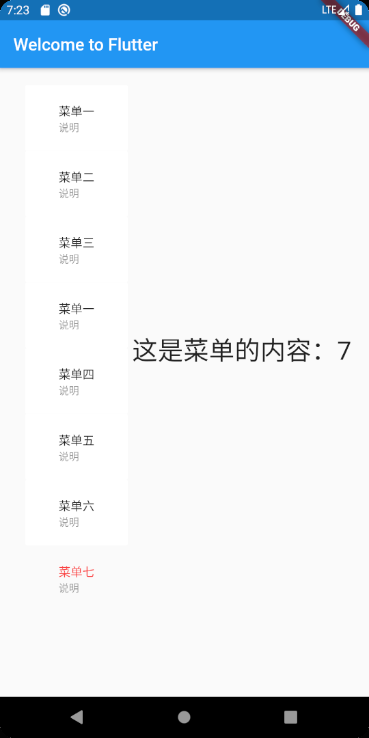 7:23
LTE
DEBUG
Welcome to Flutter
菜单一
说明
菜单二
说明
菜单三
说明
菜单一
说明
菜单四
说明
菜单五
说明
菜单六
说明
菜单七
说明
这是菜单的内容：7